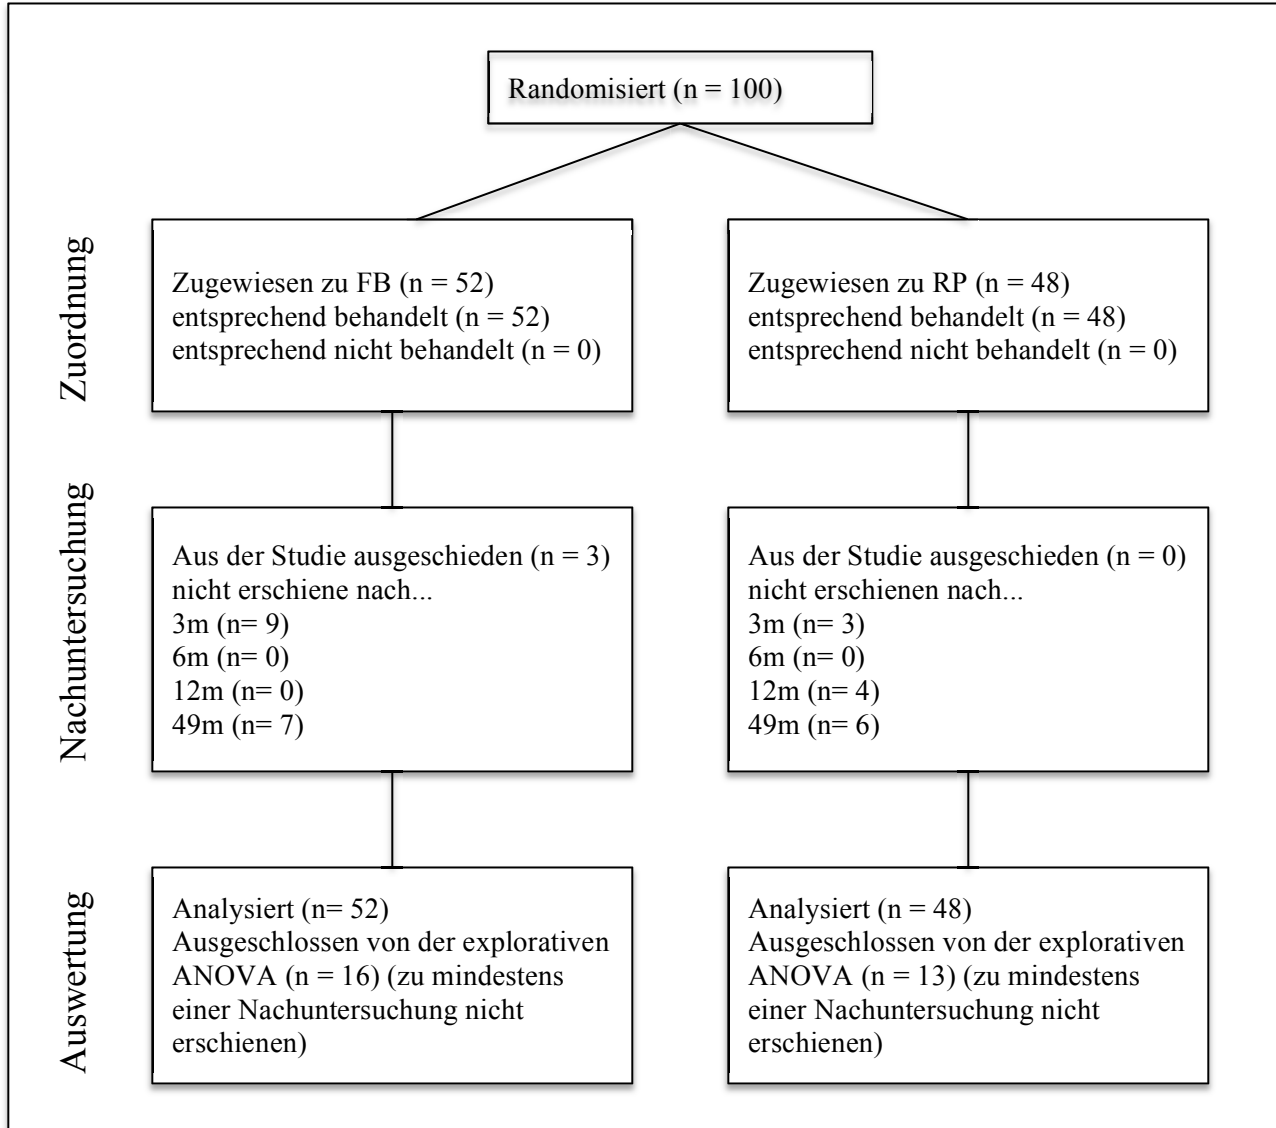 Randomisiert (n = 100)
Zuordnung
Zugewiesen zu FB (n = 52)
entsprechend behandelt (n = 52)
entsprechend nicht behandelt (n = 0)
Zugewiesen zu RP (n = 48)
entsprechend behandelt (n = 48)
entsprechend nicht behandelt (n = 0)
Nachuntersuchung
Aus der Studie ausgeschieden (n = 3)
nicht erschiene nach...
3m (n= 9)
6m (n= 0)
12m (n= 0)
49m (n= 7)
Aus der Studie ausgeschieden (n = 0)
nicht erschienen nach...
3m (n= 3)
6m (n= 0)
12m (n= 4)
49m (n= 6)
Auswertung
Analysiert (n= 52)
Ausgeschlossen von der explorativen
ANOVA (n = 16) (zu mindestens
einer Nachuntersuchung nicht
erschienen)
Analysiert (n = 48)
Ausgeschlossen von der explorativen
ANOVA (n = 13) (zu mindestens
einer Nachuntersuchung nicht
erschienen)